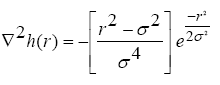 ∇²h(r) = −[(r² − σ²) / σ⁴] e^(−r² / 2σ²)